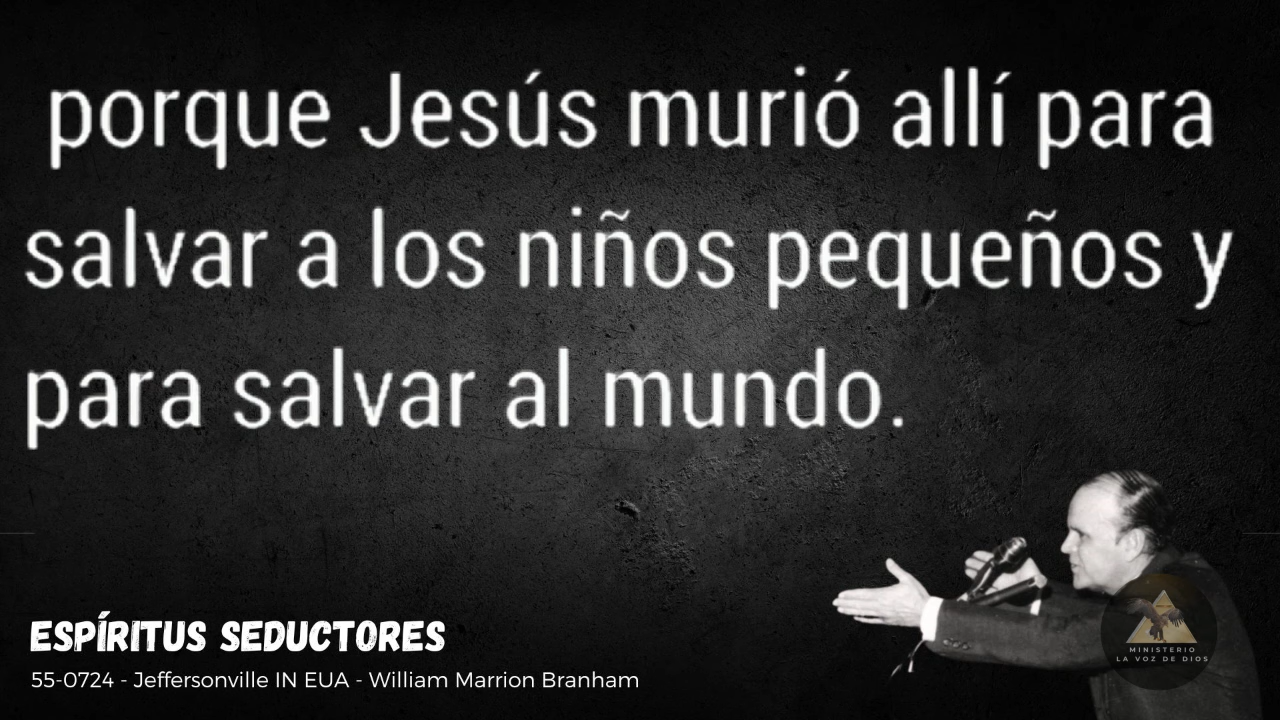 porque Jesús murió allí para
salvar a los niños pequeños y
para salvar al mundo.
ESPÍRITUS SEDUCTORES
55-0724 - Jeffersonville IN EUA - William Marrion Branham
MINISTERIO
LA VOZ DE DIOS